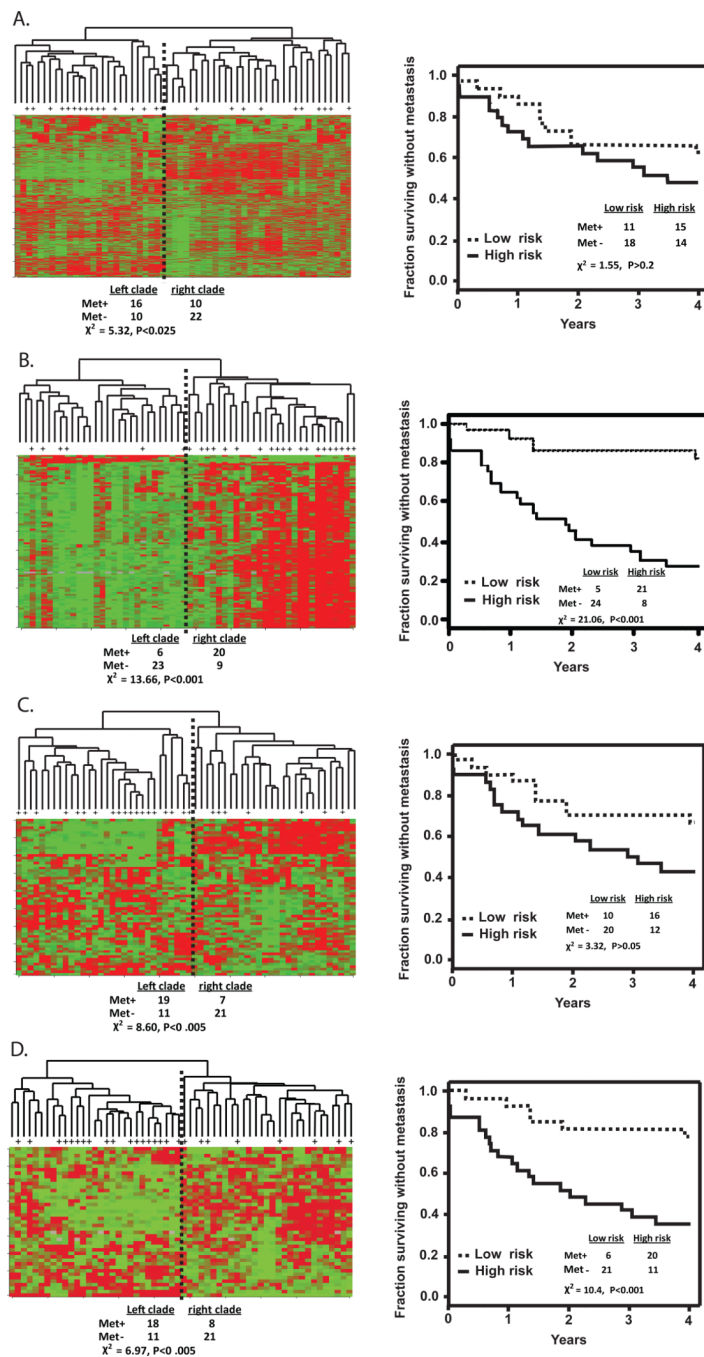 A.
+ + + + + + + + + + + + + + + + + + + + + + + + + +
Left clade right clade
Met+ 16 10
Met- 10 22
χ² = 5.32, P<0.025
Fraction surviving without metastasis
1.0
0.8
0.6
0.4
0.2
0.0
Low risk High risk
Met+ 11 15
Met - 18 14
χ² = 1.55, P>0.2
Low risk
High risk
0 1 2 3 4
Years
B.
Left clade right clade
Met+ 6 20
Met- 23 9
χ² = 13.66, P<0.001
Fraction surviving without metastasis
1.0
0.8
0.6
0.4
0.2
0.0
Low risk High risk
Met+ 5 21
Met - 24 8
χ² = 21.06, P<0.001
Low risk
High risk
0 1 2 3 4
Years
C.
Left clade right clade
Met+ 19 7
Met- 11 21
χ² = 8.60, P<0 .005
Fraction surviving without metastasis
1.0
0.8
0.6
0.4
0.2
0.0
Low risk High risk
Met+ 10 16
Met - 20 12
χ² = 3.32, P>0.05
Low risk
High risk
0 1 2 3 4
Years
D.
Left clade right clade
Met+ 18 8
Met- 11 21
χ² = 6.97, P<0 .005
Fraction surviving without metastasis
1.0
0.8
0.6
0.4
0.2
0.0
Low risk High risk
Met+ 6 20
Met - 21 11
χ² = 10.4, P<0.001
Low risk
High risk
0 1 2 3 4
Years